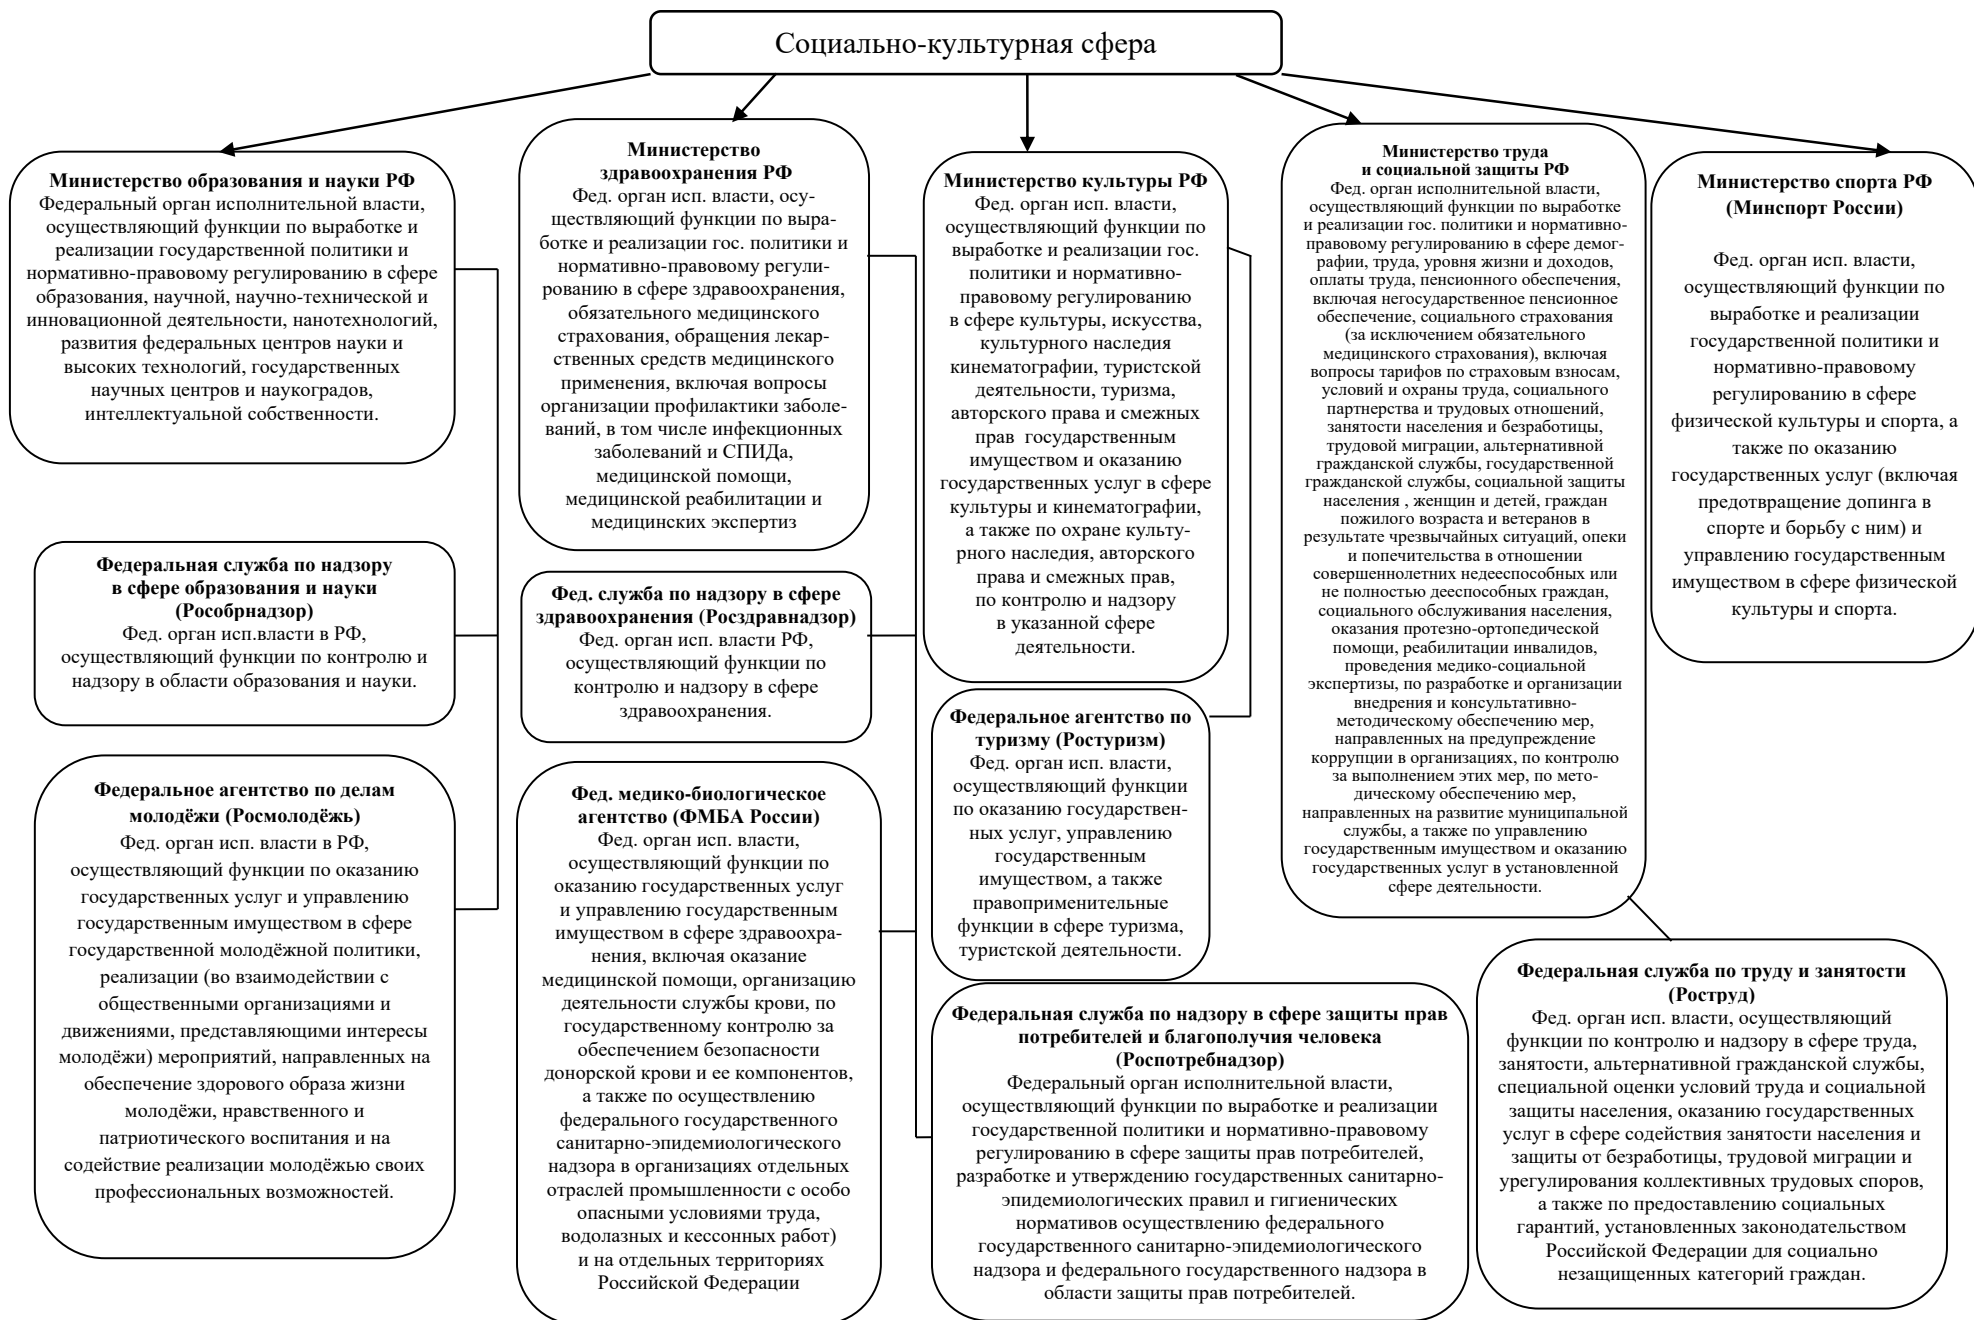 Социально-культурная сфера
Министерство образования и науки РФ
Федеральный орган исполнительной власти,
осуществляющий функции по выработке и
реализации государственной политики и
нормативно-правовому регулированию в сфере
образования, научной, научно-технической и
инновационной деятельности, нанотехнологий,
развития федеральных центров науки и
высоких технологий, государственных
научных центров и наукоградов,
интеллектуальной собственности.
Федеральная служба по надзору
в сфере образования и науки
(Рособрнадзор)
Фед. орган исп.власти в РФ,
осуществляющий функции по контролю и
надзору в области образования и науки.
Федеральное агентство по делам
молодёжи (Росмолодёжь)
Фед. орган исп. власти в РФ,
осуществляющий функции по оказанию
государственных услуг и управлению
государственным имуществом в сфере
государственной молодёжной политики,
реализации (во взаимодействии с
общественными организациями и
движениями, представляющими интересы
молодёжи) мероприятий, направленных на
обеспечение здорового образа жизни
молодёжи, нравственного и
патриотического воспитания и на
содействие реализации молодёжью своих
профессиональных возможностей.
Министерство
здравоохранения РФ
Фед. орган исп. власти, осу-
ществляющий функции по выра-
ботке и реализации гос. политики и
нормативно-правовому регули-
рованию в сфере здравоохранения,
обязательного медицинского
страхования, обращения лекар-
ственных средств медицинского
применения, включая вопросы
организации профилактики заболе-
ваний, в том числе инфекционных
заболеваний и СПИДа,
медицинской помощи,
медицинской реабилитации и
медицинских экспертиз
Фед. служба по надзору в сфере
здравоохранения (Росздравнадзор)
Фед. орган исп. власти РФ,
осуществляющий функции по
контролю и надзору в сфере
здравоохранения.
Фед. медико-биологическое
агентство (ФМБА России)
Фед. орган исп. власти,
осуществляющий функции по
оказанию государственных услуг
и управлению государственным
имуществом в сфере здравоохра-
нения, включая оказание
медицинской помощи, организацию
деятельности службы крови, по
государственному контролю за
обеспечением безопасности
донорской крови и ее компонентов,
а также по осуществлению
федерального государственного
санитарно-эпидемиологического
надзора в организациях отдельных
отраслей промышленности с особо
опасными условиями труда,
водолазных и кессонных работ)
и на отдельных территориях
Российской Федерации
Министерство культуры РФ
Фед. орган исп. власти,
осуществляющий функции по
выработке и реализации гос.
политики и нормативно-
правовому регулированию
в сфере культуры, искусства,
культурного наследия
кинематографии, туристской
деятельности, туризма,
авторского права и смежных
прав государственным
имуществом и оказанию
государственных услуг в сфере
культуры и кинематографии,
а также по охране культу-
рного наследия, авторского
права и смежных прав,
по контролю и надзору
в указанной сфере
деятельности.
Федеральное агентство по
туризму (Ростуризм)
Фед. орган исп. власти,
осуществляющий функции
по оказанию государствен-
ных услуг, управлению
государственным
имуществом, а также
правоприменительные
функции в сфере туризма,
туристской деятельности.
Федеральная служба по надзору в сфере защиты прав
потребителей и благополучия человека
(Роспотребнадзор)
Федеральный орган исполнительной власти,
осуществляющий функции по выработке и реализации
государственной политики и нормативно-правовому
регулированию в сфере защиты прав потребителей,
разработке и утверждению государственных санитарно-
эпидемиологических правил и гигиенических
нормативов осуществлению федерального
государственного санитарно-эпидемиологического
надзора и федерального государственного надзора в
области защиты прав потребителей.
Министерство труда
и социальной защиты РФ
Фед. орган исполнительной власти,
осуществляющий функции по выработке
и реализации гос. политики и нормативно-
правовому регулированию в сфере демог-
рафии, труда, уровня жизни и доходов,
оплаты труда, пенсионного обеспечения,
включая негосударственное пенсионное
обеспечение, социального страхования
(за исключением обязательного
медицинского страхования), включая
вопросы тарифов по страховым взносам,
условий и охраны труда, социального
партнерства и трудовых отношений,
занятости населения и безработицы,
трудовой миграции, альтернативной
гражданской службы, государственной
гражданской службы, социальной защиты
населения , женщин и детей, граждан
пожилого возраста и ветеранов в
результате чрезвычайных ситуаций, опеки
и попечительства в отношении
совершеннолетних недееспособных или
не полностью дееспособных граждан,
социального обслуживания населения,
оказания протезно-ортопедической
помощи, реабилитации инвалидов,
проведения медико-социальной
экспертизы, по разработке и организации
внедрения и консультативно-
методическому обеспечению мер,
направленных на предупреждение
коррупции в организациях, по контролю
за выполнением этих мер, по мето-
дическому обеспечению мер,
направленных на развитие муниципальной
службы, а также по управлению
государственным имуществом и оказанию
государственных услуг в установленной
сфере деятельности.
Федеральная служба по труду и занятости
(Роструд)
Фед. орган исп. власти, осуществляющий
функции по контролю и надзору в сфере труда,
занятости, альтернативной гражданской службы,
специальной оценки условий труда и социальной
защиты населения, оказанию государственных
услуг в сфере содействия занятости населения и
защиты от безработицы, трудовой миграции и
урегулирования коллективных трудовых споров,
а также по предоставлению социальных
гарантий, установленных законодательством
Российской Федерации для социально
незащищенных категорий граждан.
Министерство спорта РФ
(Минспорт России)
Фед. орган исп. власти,
осуществляющий функции по
выработке и реализации
государственной политики и
нормативно-правовому
регулированию в сфере
физической культуры и спорта, а
также по оказанию
государственных услуг (включая
предотвращение допинга в
спорте и борьбу с ним) и
управлению государственным
имуществом в сфере физической
культуры и спорта.